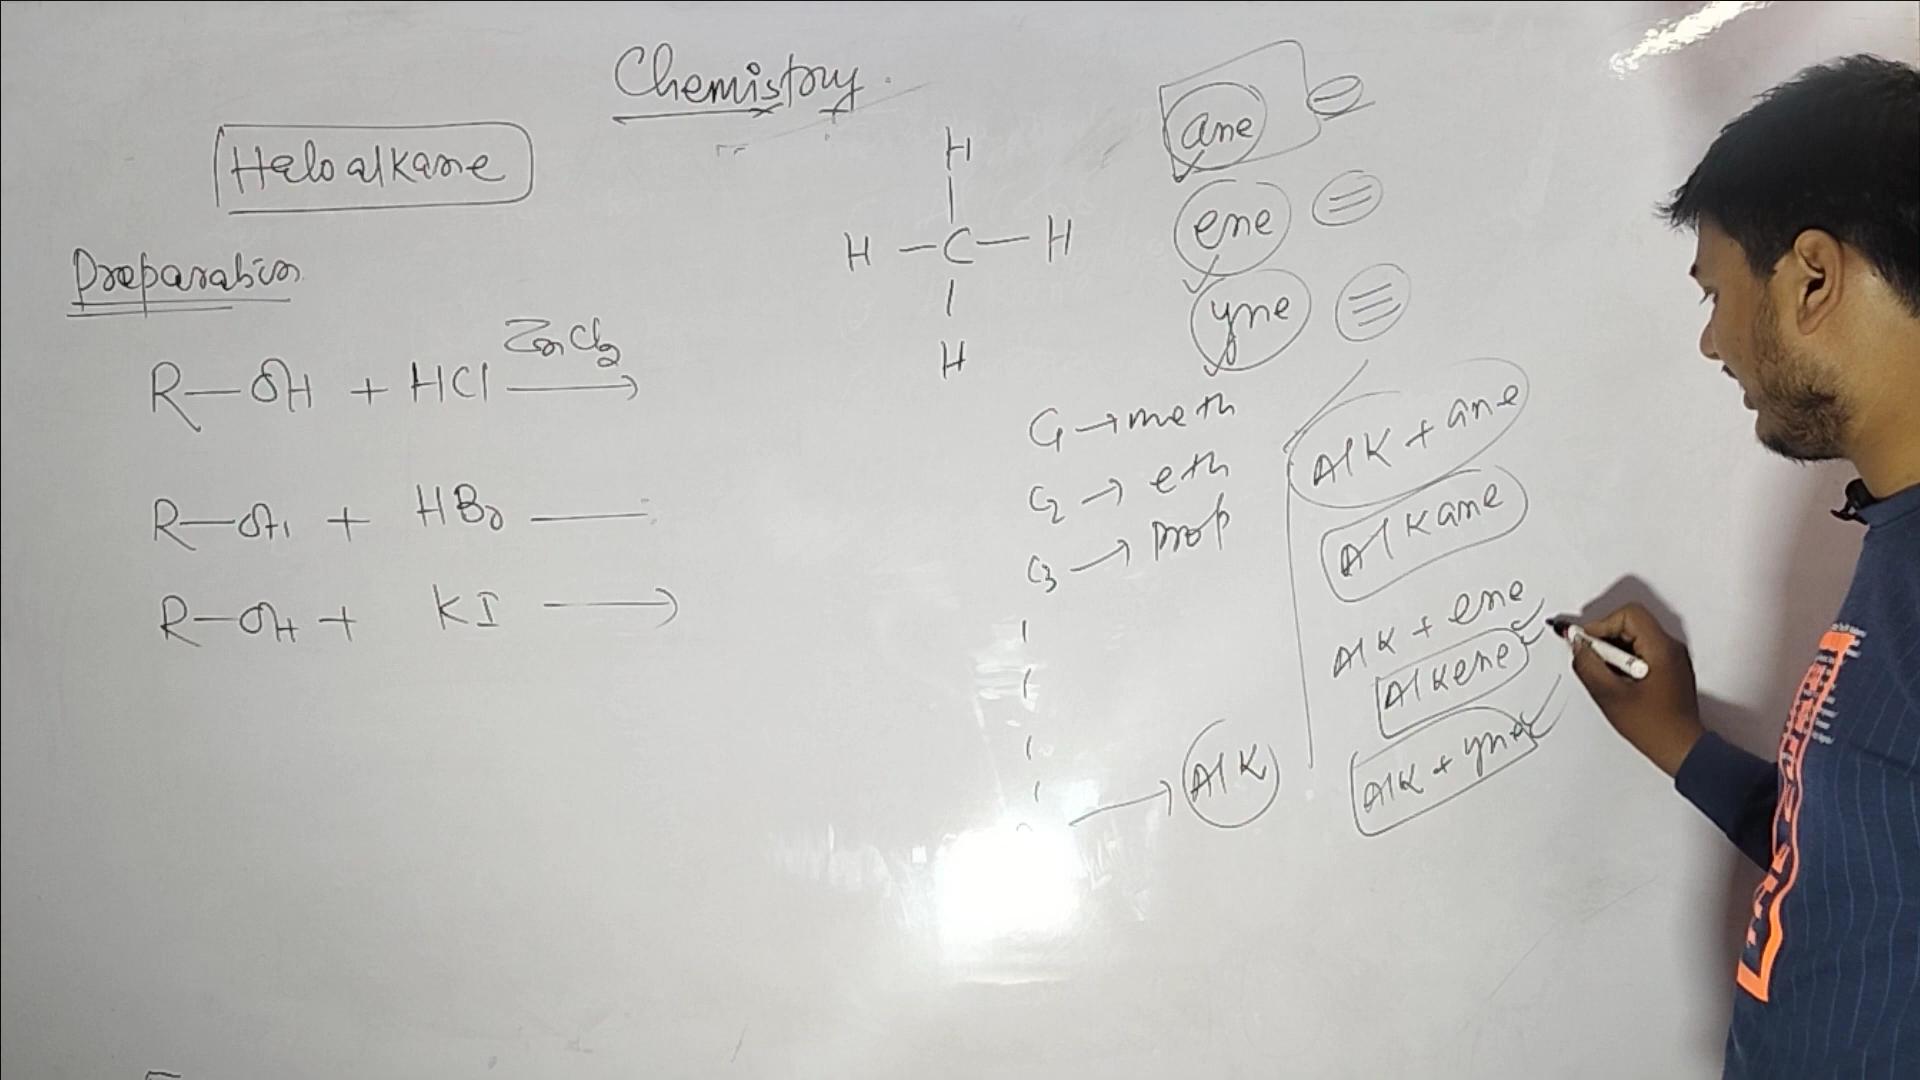 Chemistry.
Haloalkane
Preparation
R—OH + HCl ZnCl2 →
R—OH + HBr —
R—OH + KI →
H
|
H — C — H
|
H
ane –
ene =
yne ≡
C1 → meth
C2 → eth
C3 → Prop
→ Alk
Alk + ane
Alkane
Alk + ene
Alkene
Alk + yne